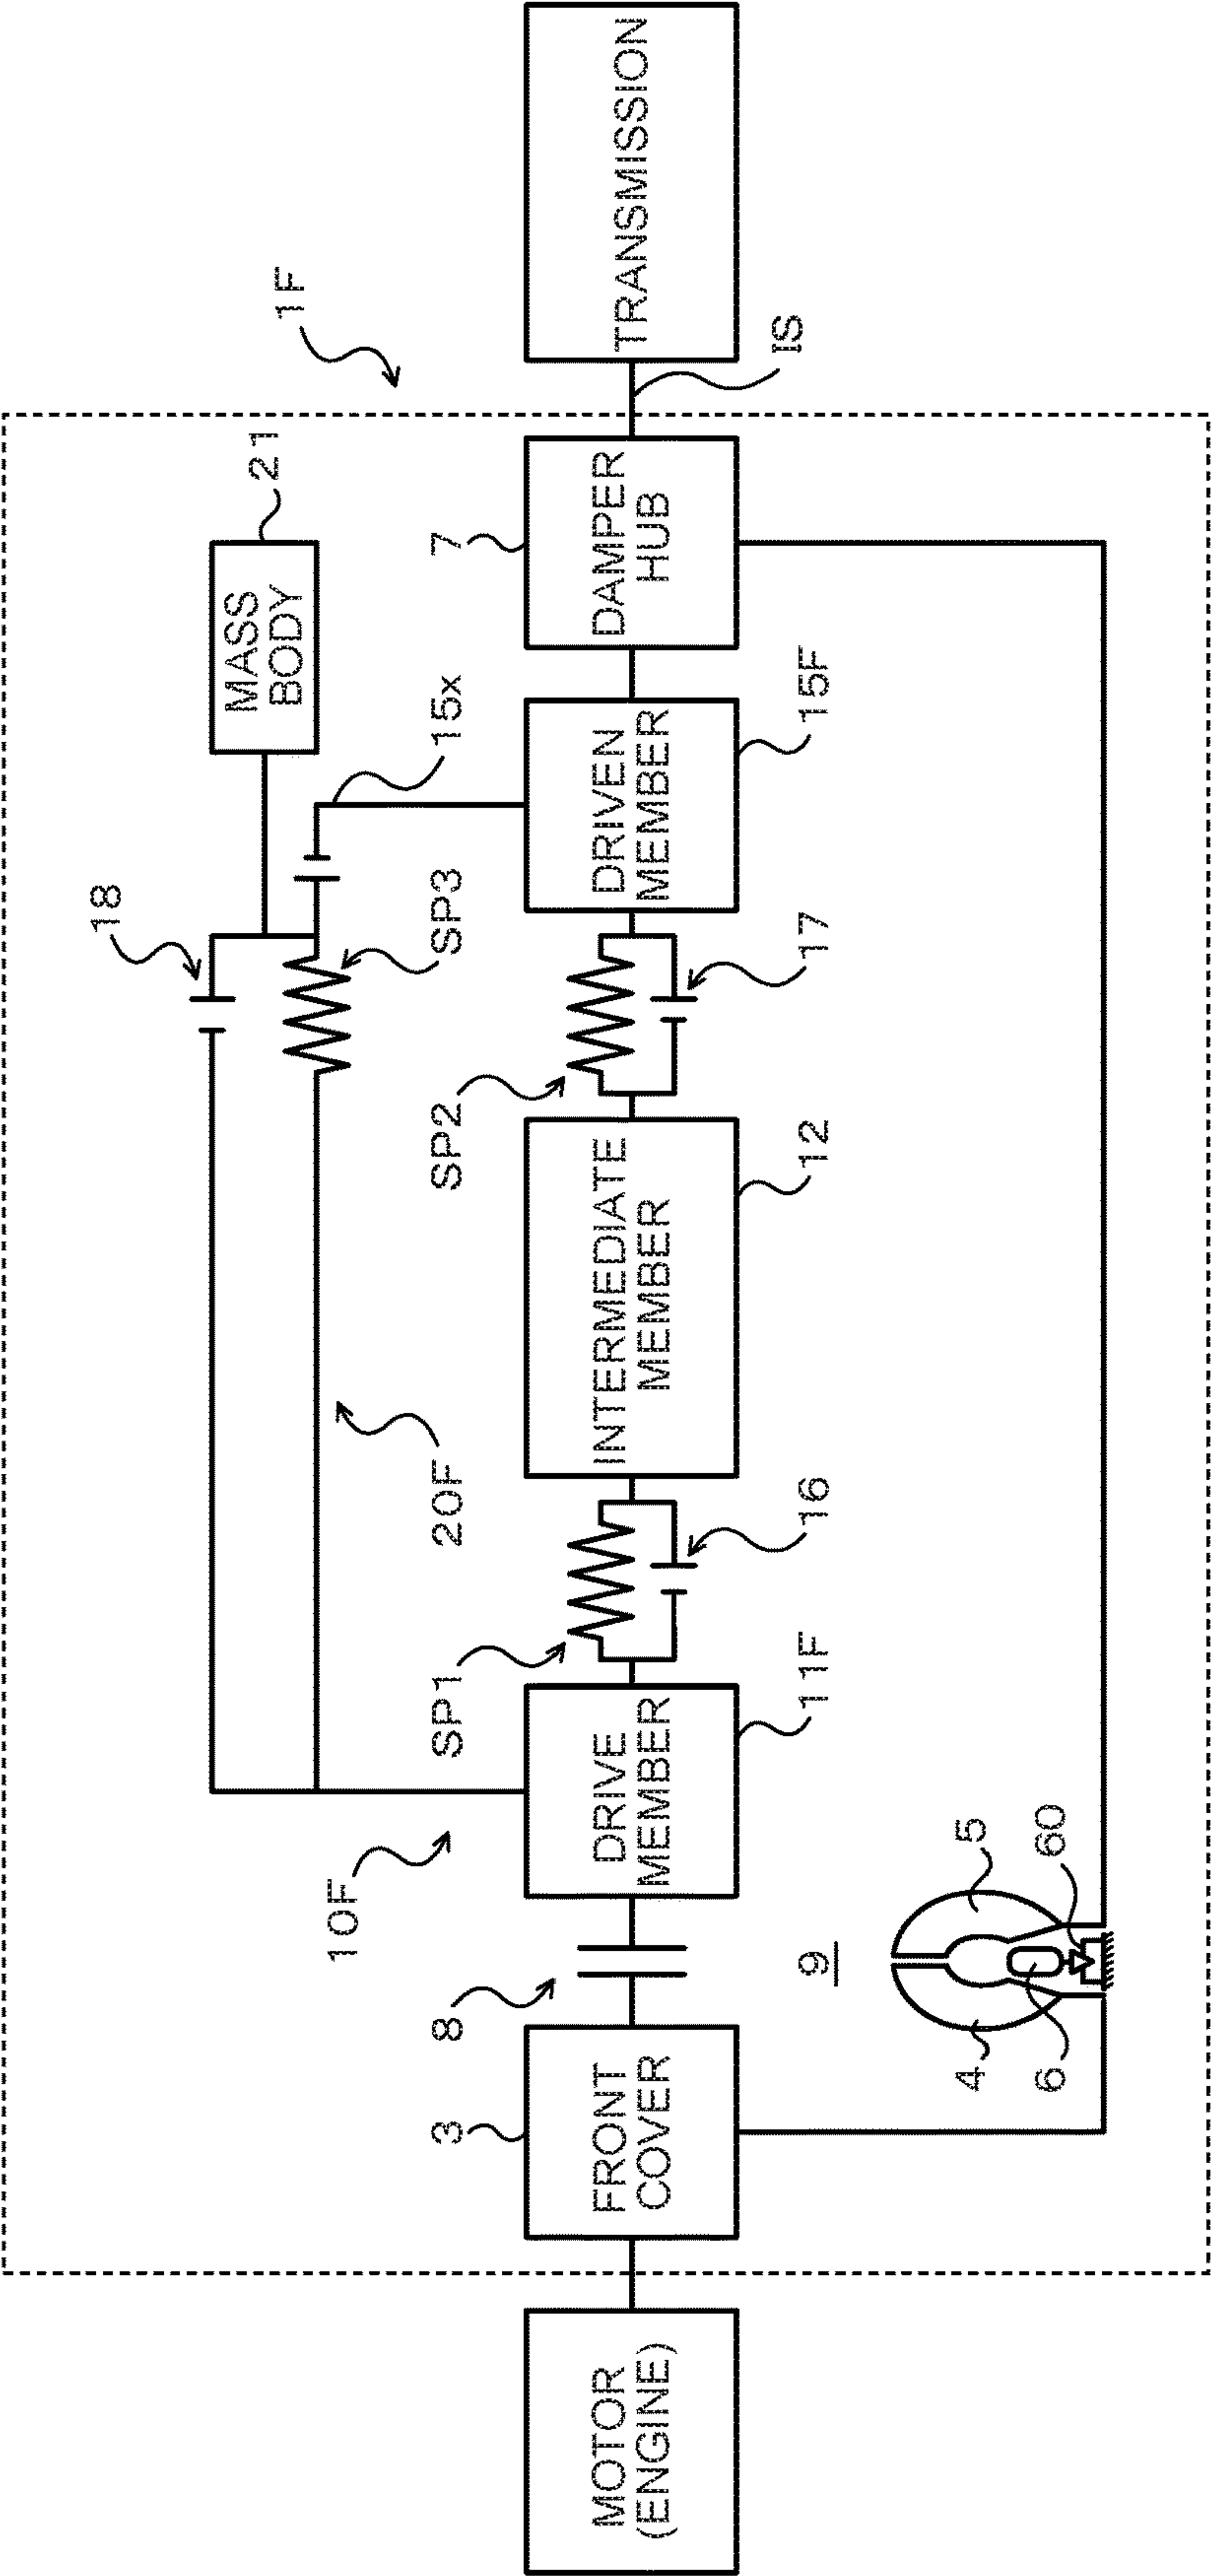 1F
18
MASS
BODY
21
15x
SP3
20F
10F
SP1
SP2
8
3
7
MOTOR
(ENGINE)
FRONT
COVER
DRIVE
MEMBER
INTERMEDIATE
MEMBER
DRIVEN
MEMBER
DAMPER
HUB
TRANSMISSION
11F
16
12
17
15F
IS
9
4
5
6
60